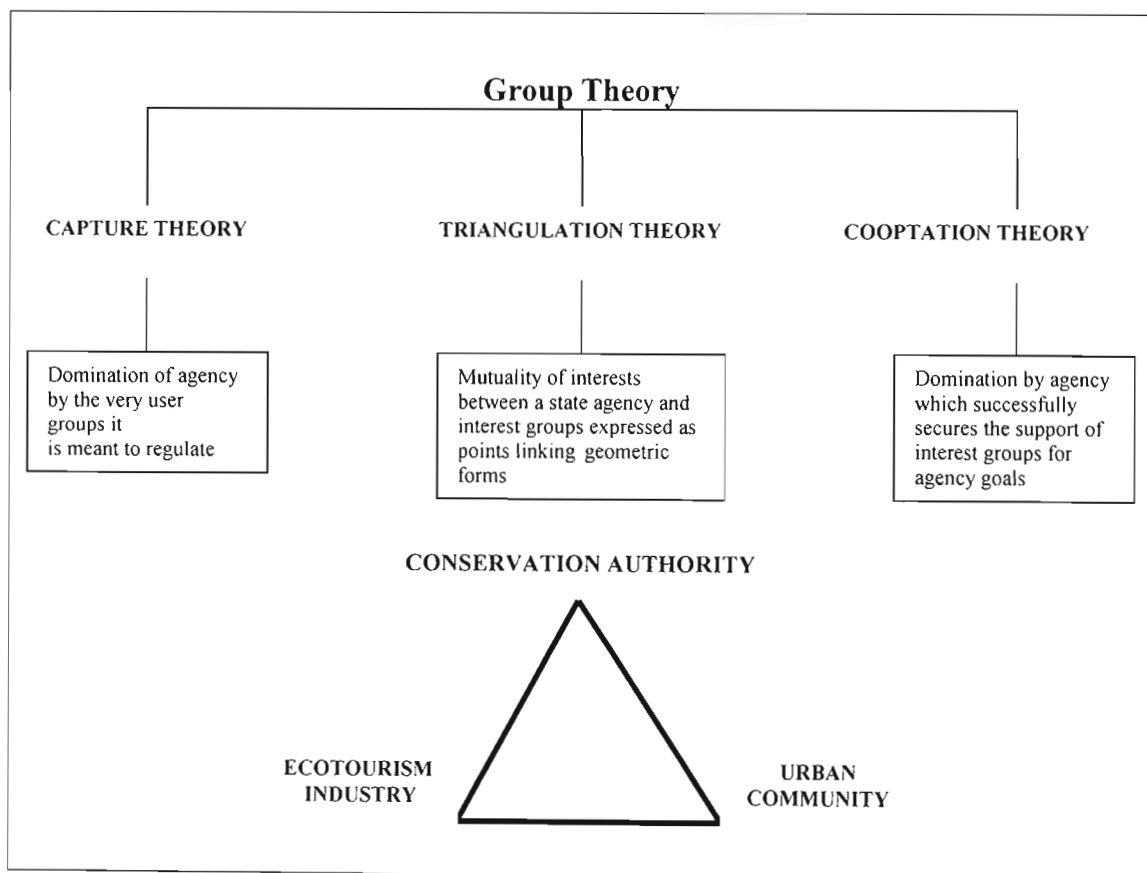 Group Theory
CAPTURE THEORY
TRIANGULATION THEORY
COOPTATION THEORY
Domination of agency
by the very user
groups it
is meant to regulate
Mutuality of interests
between a state agency and
interest groups expressed as
points linking geometric
forms
Domination by agency
which successfully
secures the support of
interest groups for
agency goals
CONSERVATION AUTHORITY
ECOTOURISM
INDUSTRY
URBAN
COMMUNITY